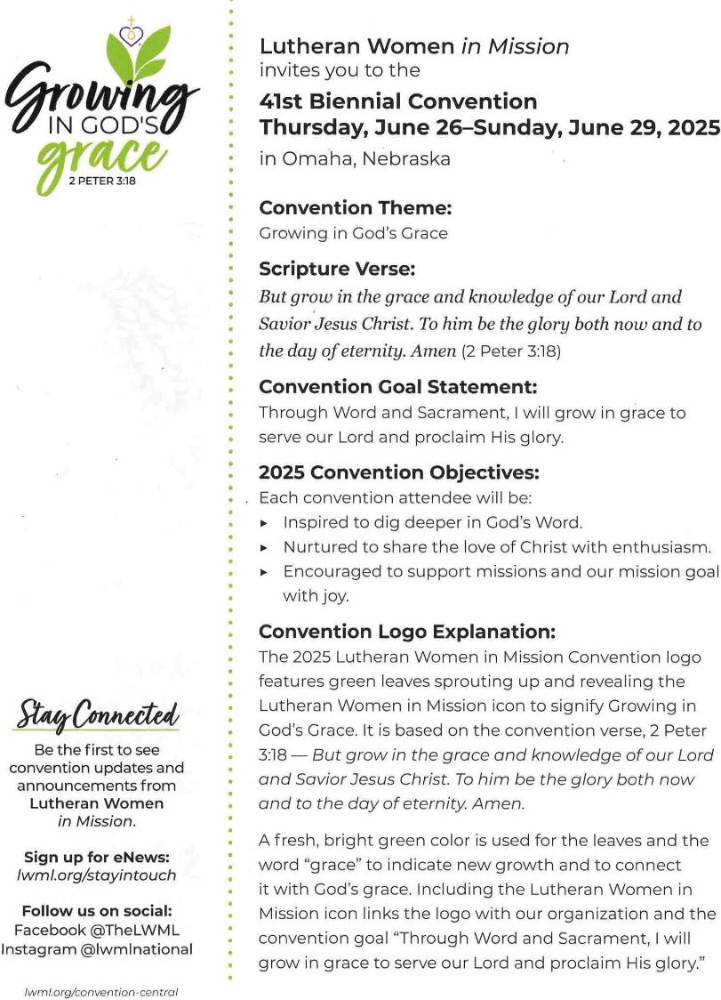 Growing
IN GOD'S
grace
2 PETER 3:18
Lutheran Women in Mission
invites you to the
41st Biennial Convention
Thursday, June 26–Sunday, June 29, 2025
in Omaha, Nebraska
Convention Theme:
Growing in God's Grace
Scripture Verse:
But grow in the grace and knowledge of our Lord and
Savior Jesus Christ. To him be the glory both now and to
the day of eternity. Amen (2 Peter 3:18)
Convention Goal Statement:
Through Word and Sacrament, I will grow in grace to
serve our Lord and proclaim His glory.
2025 Convention Objectives:
Each convention attendee will be:
▸ Inspired to dig deeper in God's Word.
▸ Nurtured to share the love of Christ with enthusiasm.
▸ Encouraged to support missions and our mission goal
with joy.
Convention Logo Explanation:
The 2025 Lutheran Women in Mission Convention logo
features green leaves sprouting up and revealing the
Lutheran Women in Mission icon to signify Growing in
God's Grace. It is based on the convention verse, 2 Peter
3:18 — But grow in the grace and knowledge of our Lord
and Savior Jesus Christ. To him be the glory both now
and to the day of eternity. Amen.
A fresh, bright green color is used for the leaves and the
word “grace” to indicate new growth and to connect
it with God's grace. Including the Lutheran Women in
Mission icon links the logo with our organization and the
convention goal “Through Word and Sacrament, I will
grow in grace to serve our Lord and proclaim His glory.”
Stay Connected
Be the first to see
convention updates and
announcements from
Lutheran Women
in Mission.
Sign up for eNews:
lwml.org/stayintouch
Follow us on social:
Facebook @TheLWML
Instagram @lwmlnational
lwml.org/convention-central